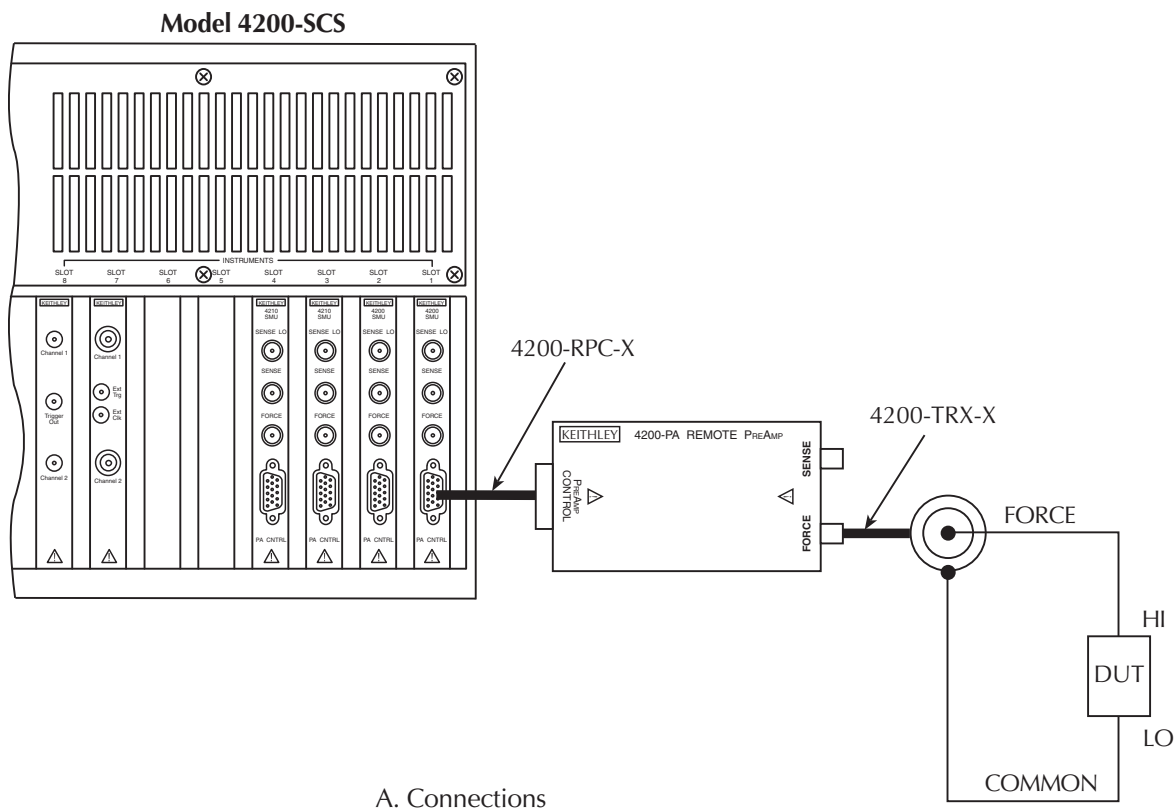 Model 4200-SCS
INSTRUMENTS
SLOT 8
SLOT 7
SLOT 6
SLOT 5
SLOT 4
SLOT 3
SLOT 2
SLOT 1
KEITHLEY
Channel 1
Trigger Out
Channel 2
KEITHLEY
Channel 1
Ext Trg
Ext Clk
Channel 2
KEITHLEY
4210 SMU
SENSE LO
SENSE
FORCE
PA CNTRL
KEITHLEY
4210 SMU
SENSE LO
SENSE
FORCE
PA CNTRL
KEITHLEY
4200 SMU
SENSE LO
SENSE
FORCE
PA CNTRL
KEITHLEY
4200 SMU
SENSE LO
SENSE
FORCE
PA CNTRL
4200-RPC-X
KEITHLEY 4200-PA REMOTE PREAMP
PREAMP CONTROL
SENSE
FORCE
4200-TRX-X
FORCE
HI
DUT
LO
COMMON
A. Connections